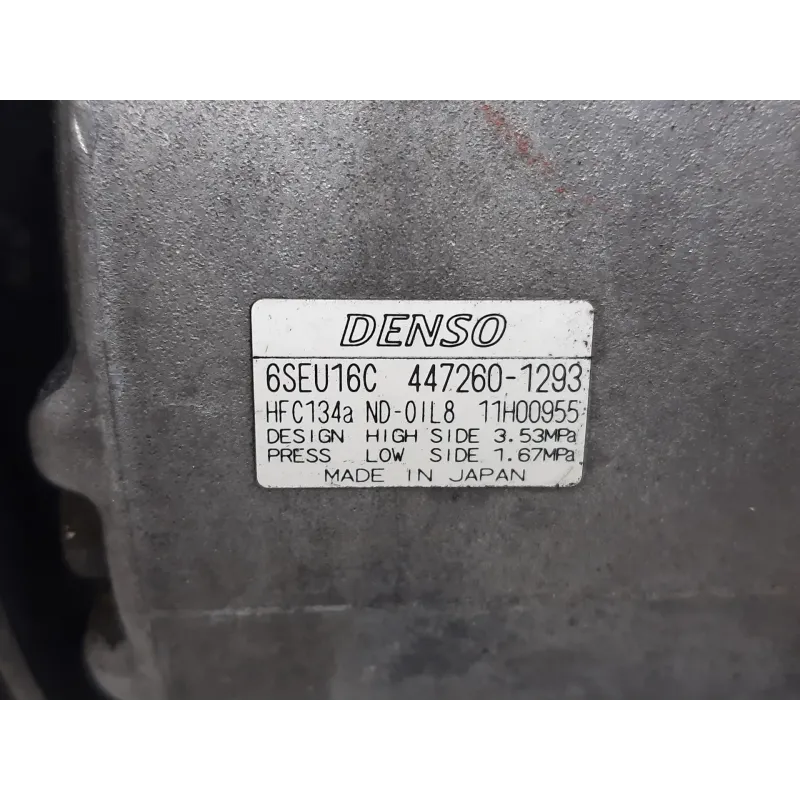 DENSO
6SEU16C 447260-1293
HFC134a ND-OIL8 11H00955
DESIGN HIGH SIDE 3.53MPa
PRESS LOW SIDE 1.67MPa
MADE IN JAPAN